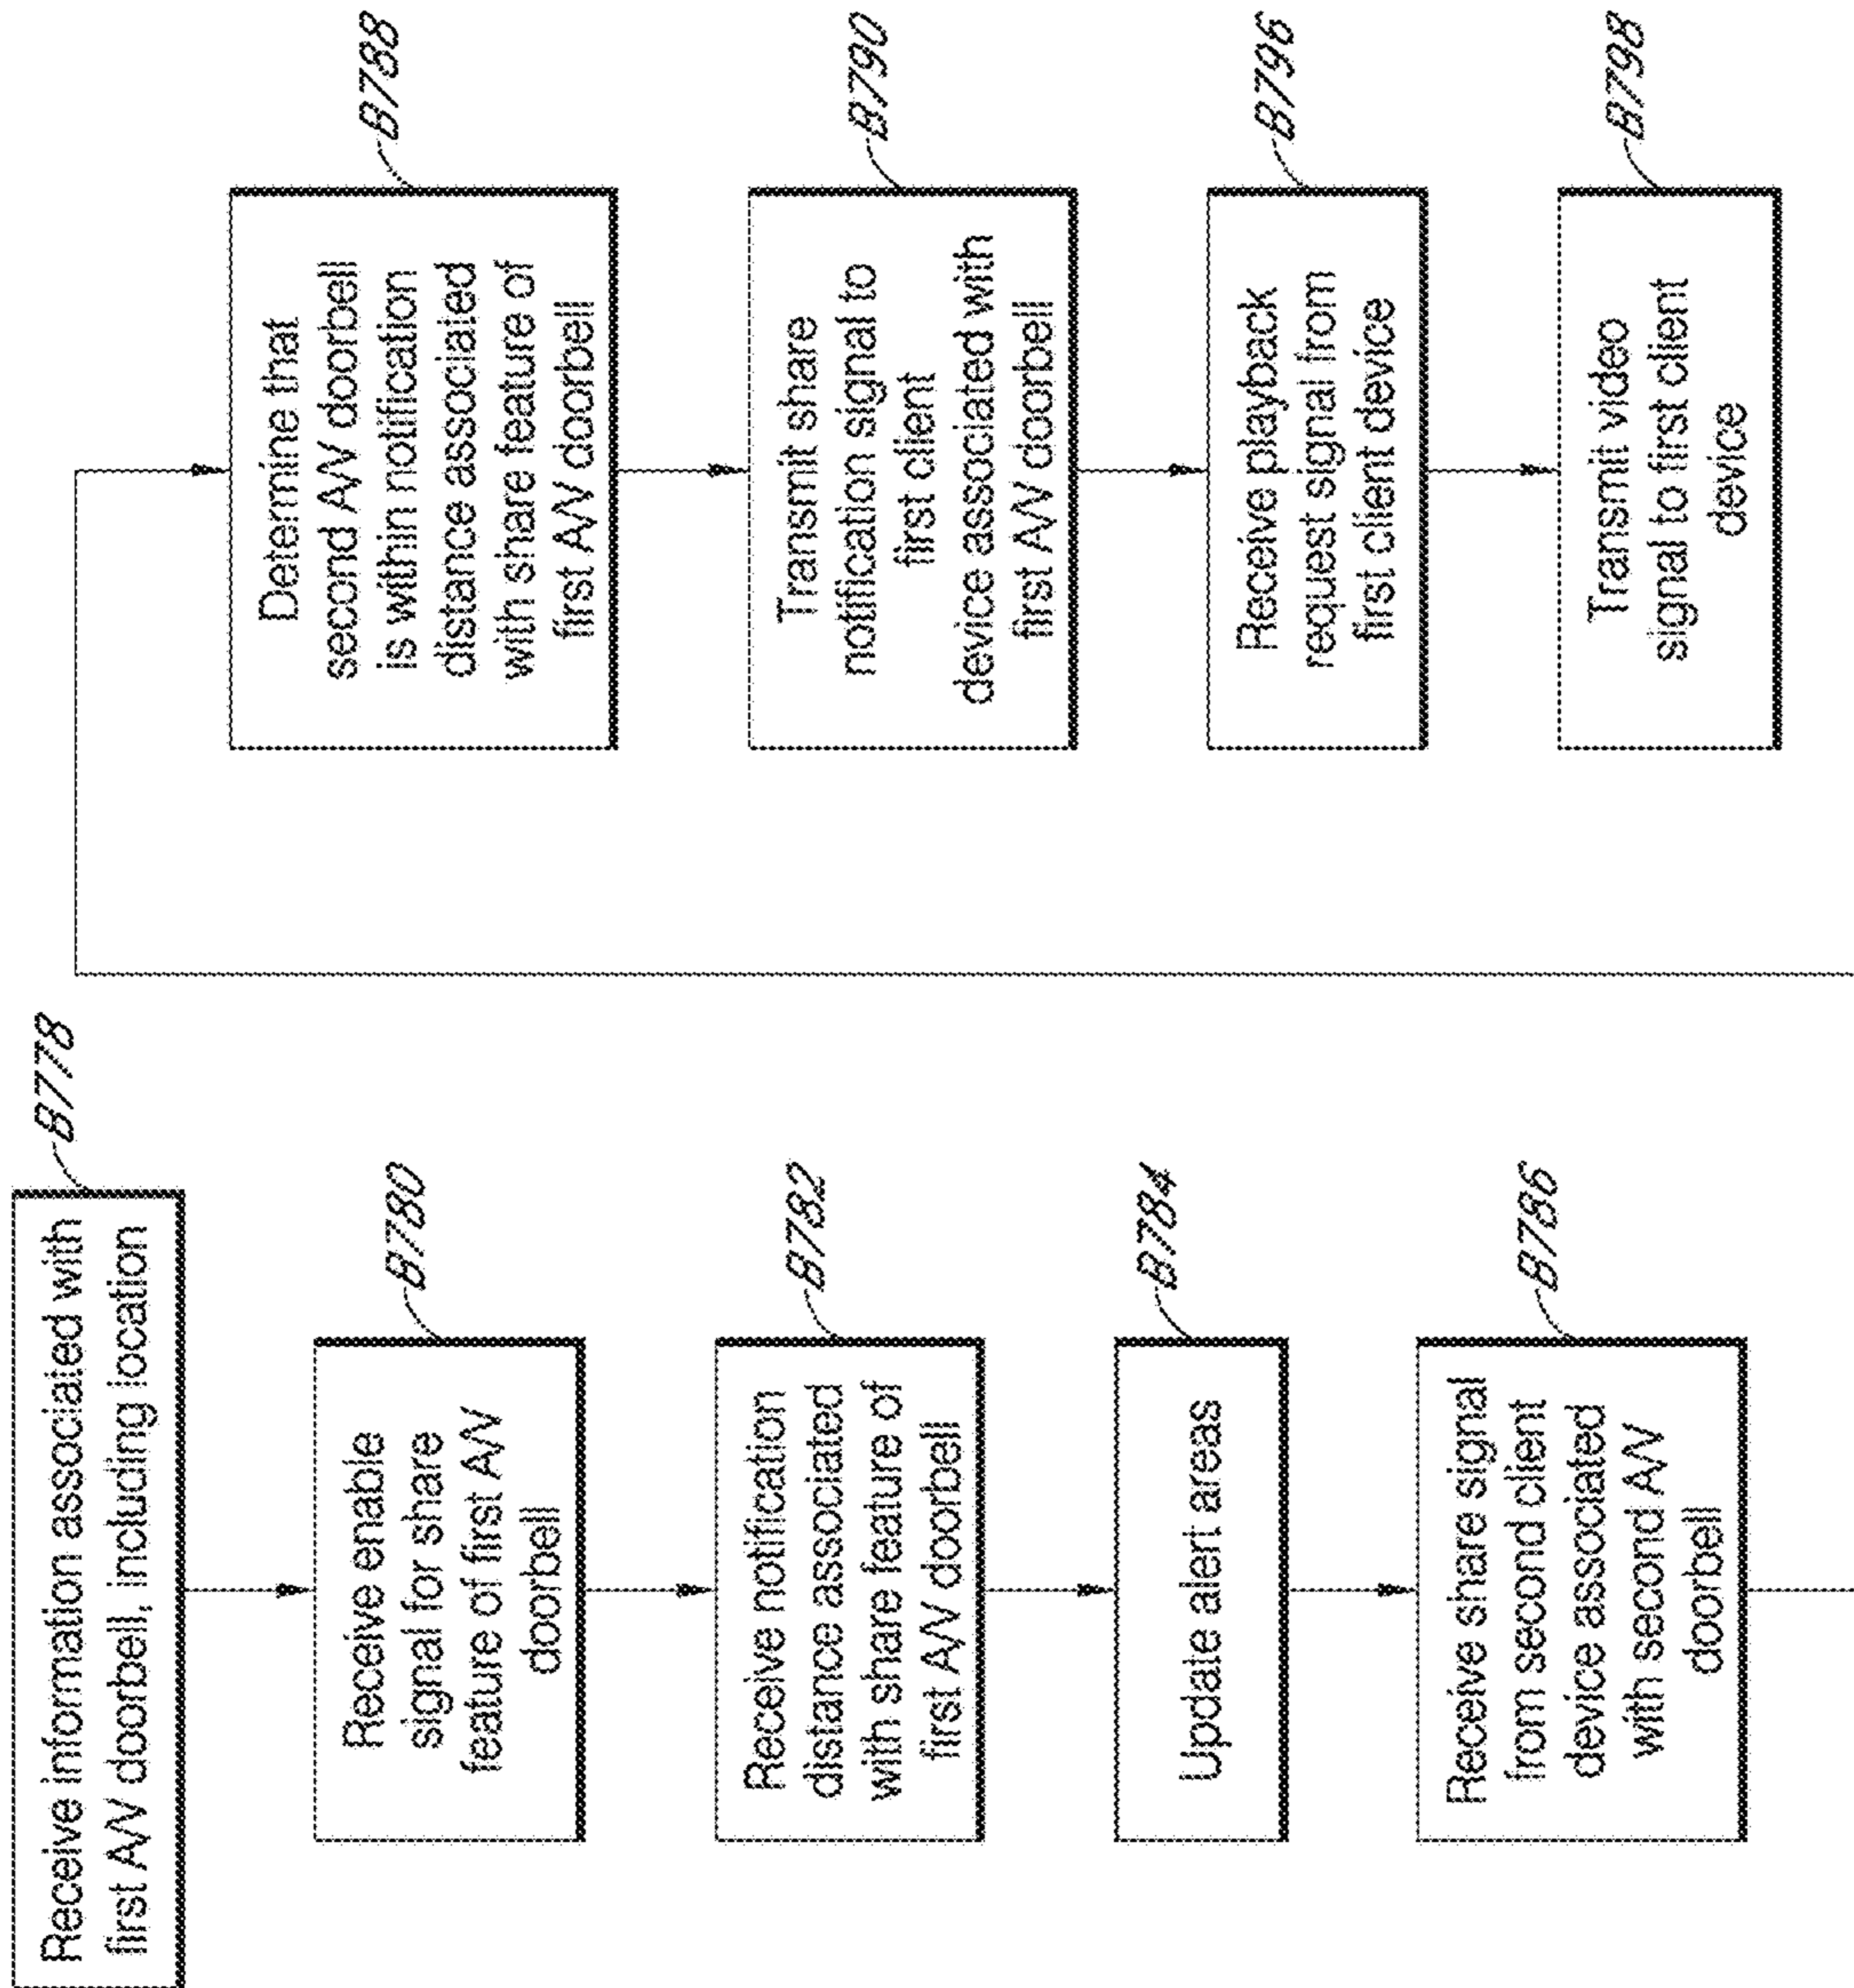 Receive information associated with
first A/V doorbell, including location
B778
Receive enable
signal for share
feature of first A/V
doorbell
B780
Receive notification
distance associated
with share feature of
first A/V doorbell
B782
Update alert areas
B784
Receive share signal
from second client
device associated
with second A/V
doorbell
B786
Determine that
second A/V doorbell
is within notification
distance associated
with share feature of
first A/V doorbell
B788
Transmit share
notification signal to
first client
device associated with
first A/V doorbell
B790
Receive playback
request signal from
first client device
B796
Transmit video
signal to first client
device
B798